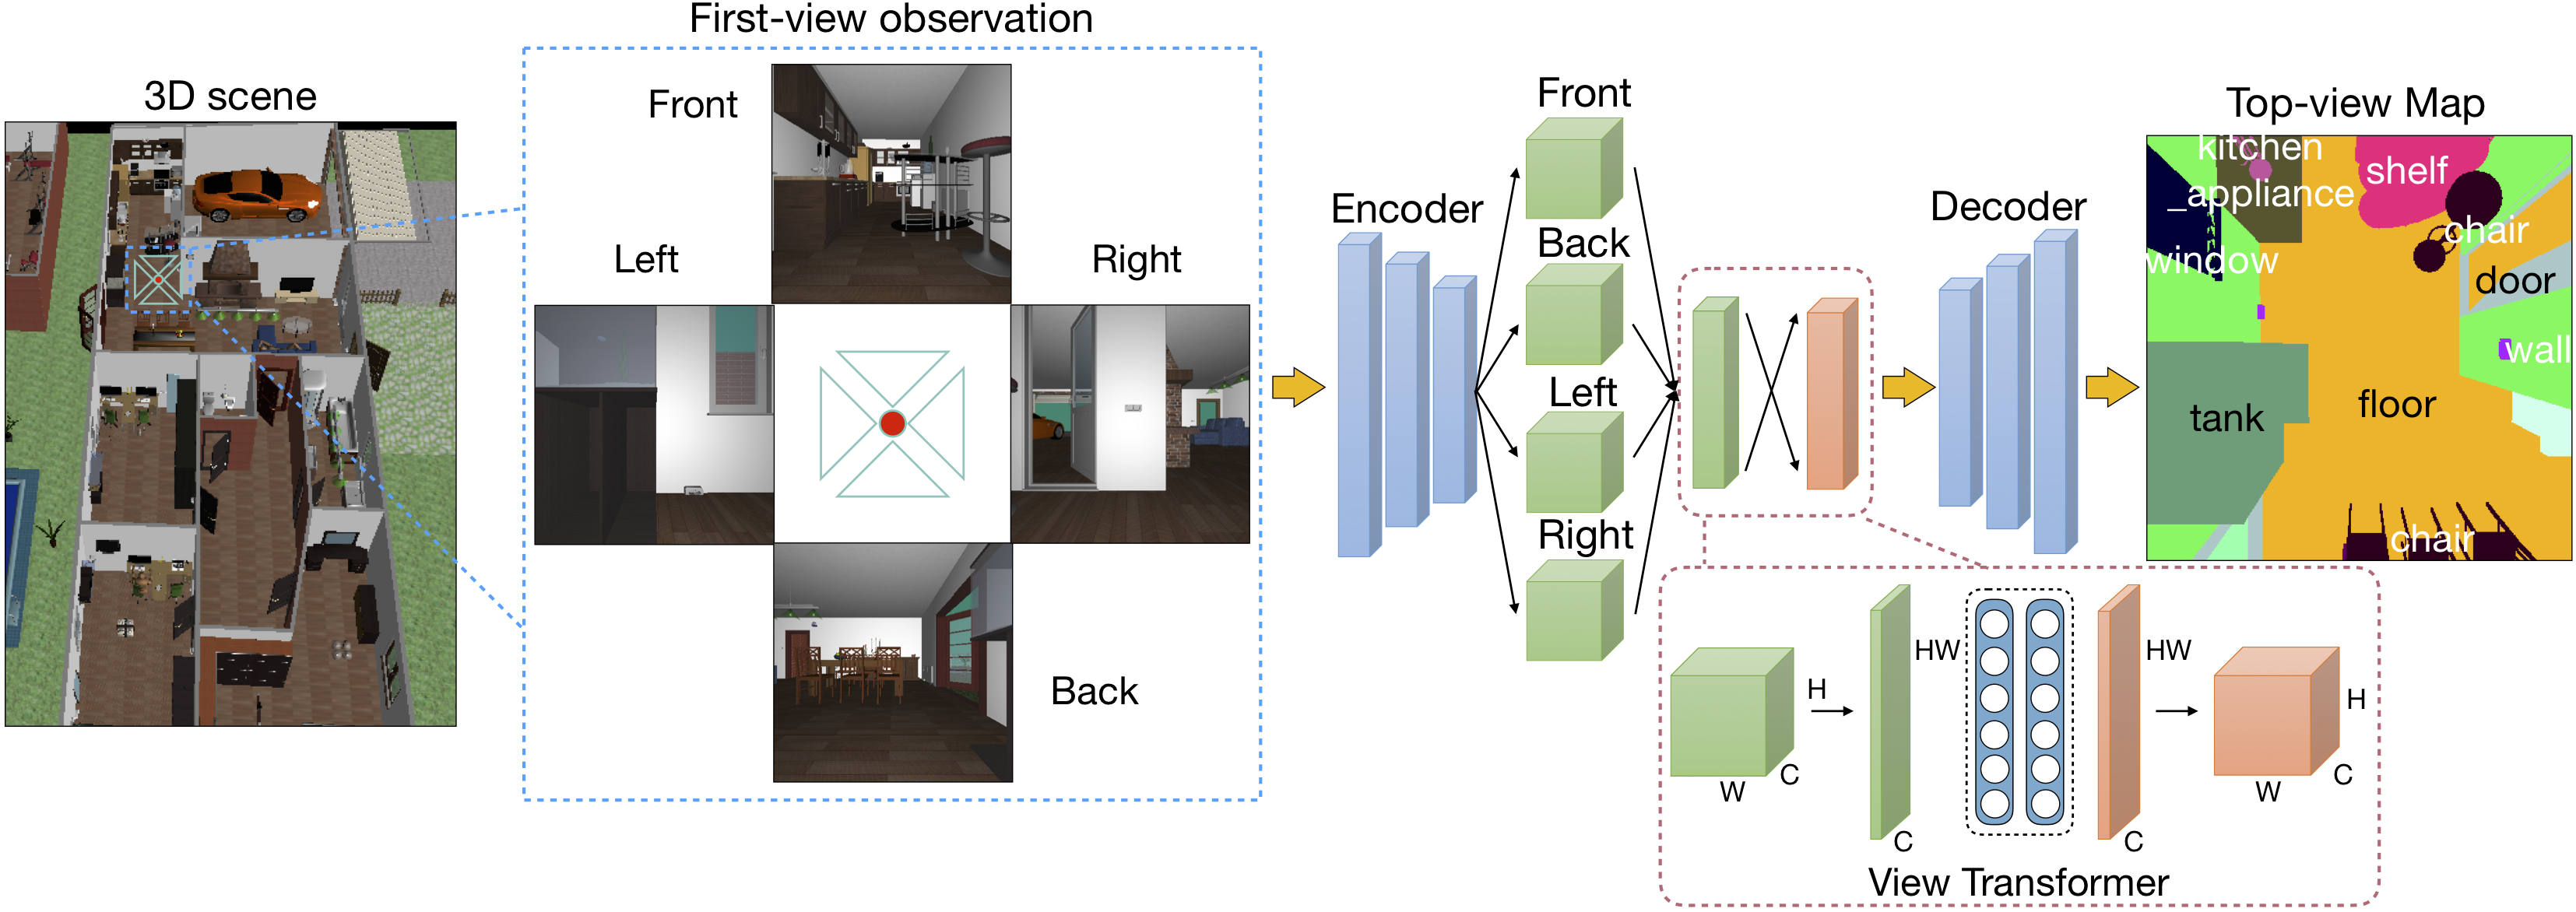 3D scene
First-view observation
Front
Left
Right
Back
Encoder
Front
Back
Left
Right
Decoder
Top-view Map
kitchen
_appliance
shelf
chair
window
door
wall
tank
floor
chair
H
W
C
HW
C
HW
C
H
W
C
View Transformer